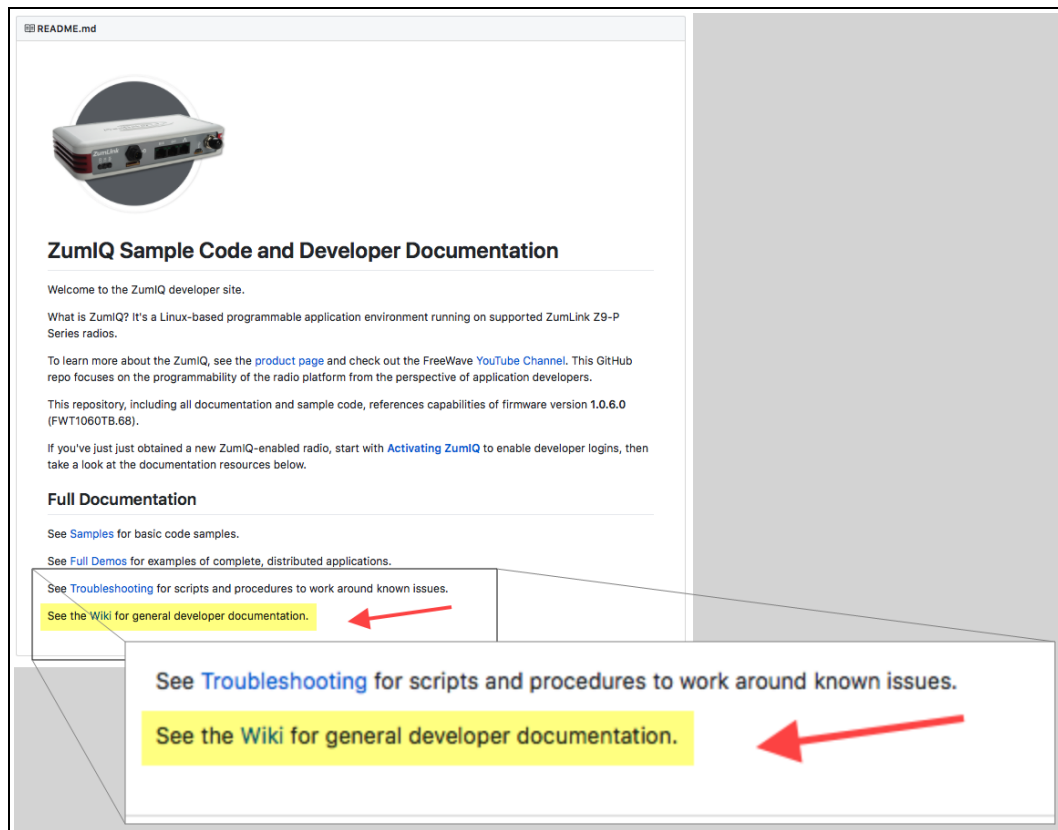 README.md
ZumLink
ZumIQ Sample Code and Developer Documentation
Welcome to the ZumIQ developer site.
What is ZumIQ? It's a Linux-based programmable application environment running on supported ZumLink Z9-P
Series radios.
To learn more about the ZumIQ, see the product page and check out the FreeWave YouTube Channel. This GitHub
repo focuses on the programmability of the radio platform from the perspective of application developers.
This repository, including all documentation and sample code, references capabilities of firmware version 1.0.6.0
(FWT1060TB.68).
If you've just just obtained a new ZumIQ-enabled radio, start with Activating ZumIQ to enable developer logins, then
take a look at the documentation resources below.
Full Documentation
See Samples for basic code samples.
See Full Demos for examples of complete, distributed applications.
See Troubleshooting for scripts and procedures to work around known issues.
See the Wiki for general developer documentation.
See Troubleshooting for scripts and procedures to work around known issues.
See the Wiki for general developer documentation.